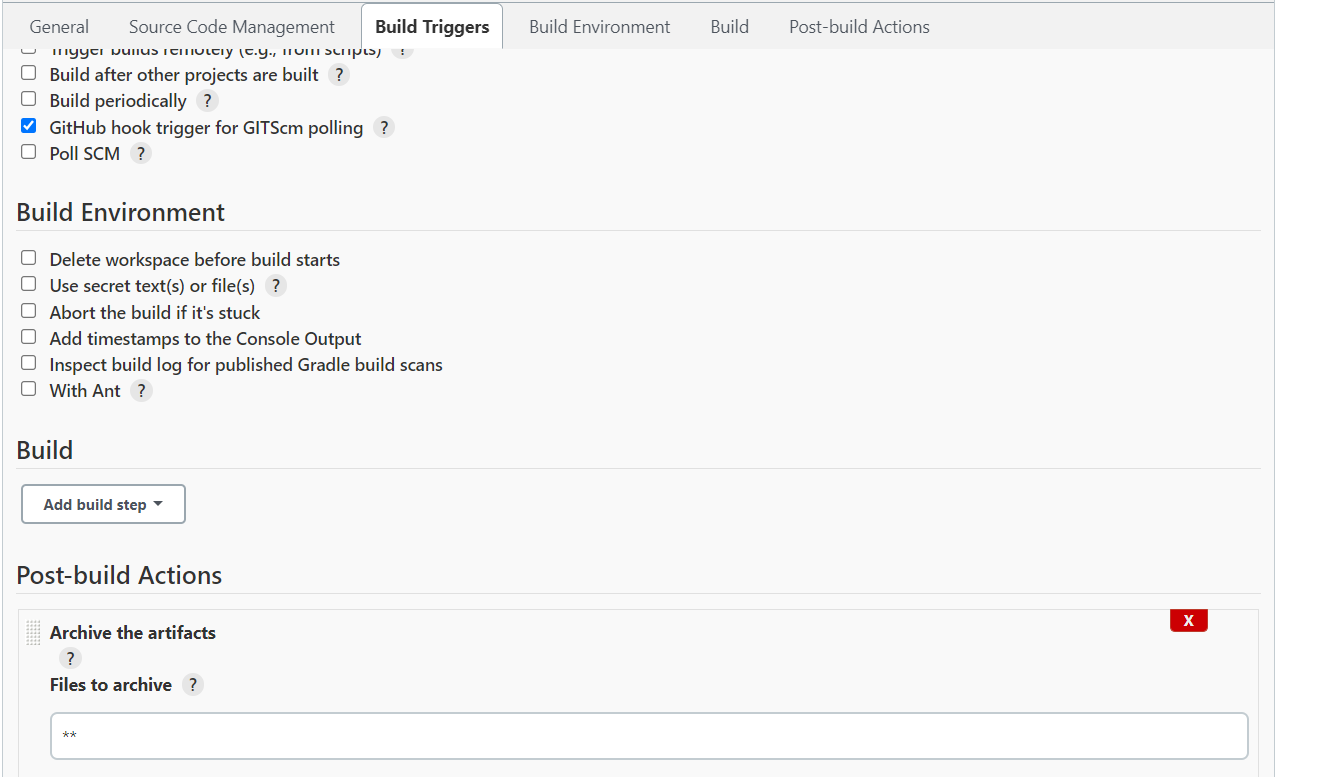 General Source Code Management Build Triggers Build Environment Build Post-build Actions
Trigger builds remotely (e.g., from scripts) ?
Build after other projects are built ?
Build periodically ?
GitHub hook trigger for GITScm polling ?
Poll SCM ?
Build Environment
Delete workspace before build starts
Use secret text(s) or file(s) ?
Abort the build if it's stuck
Add timestamps to the Console Output
Inspect build log for published Gradle build scans
With Ant ?
Build
Add build step
Post-build Actions
X
Archive the artifacts
?
Files to archive ?
**